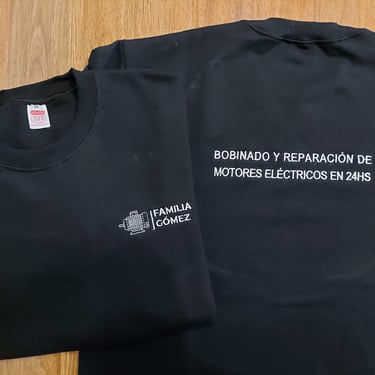 FAMILIA
GÓMEZ
BOBINADO Y REPARACIÓN DE
MOTORES ELÉCTRICOS EN 24HS